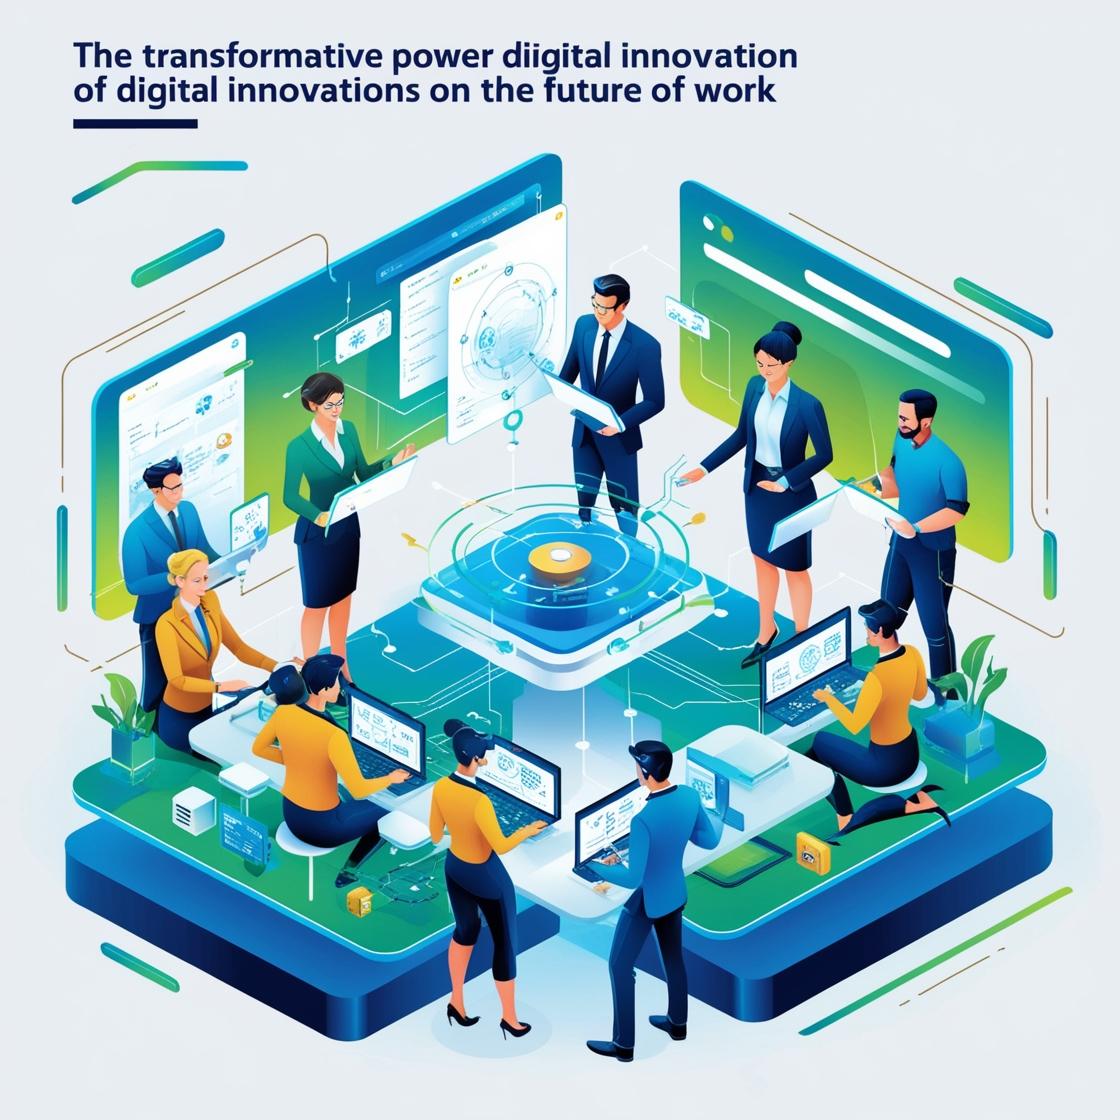 The transformative power diigital innovation
of digital innovations on the future of work